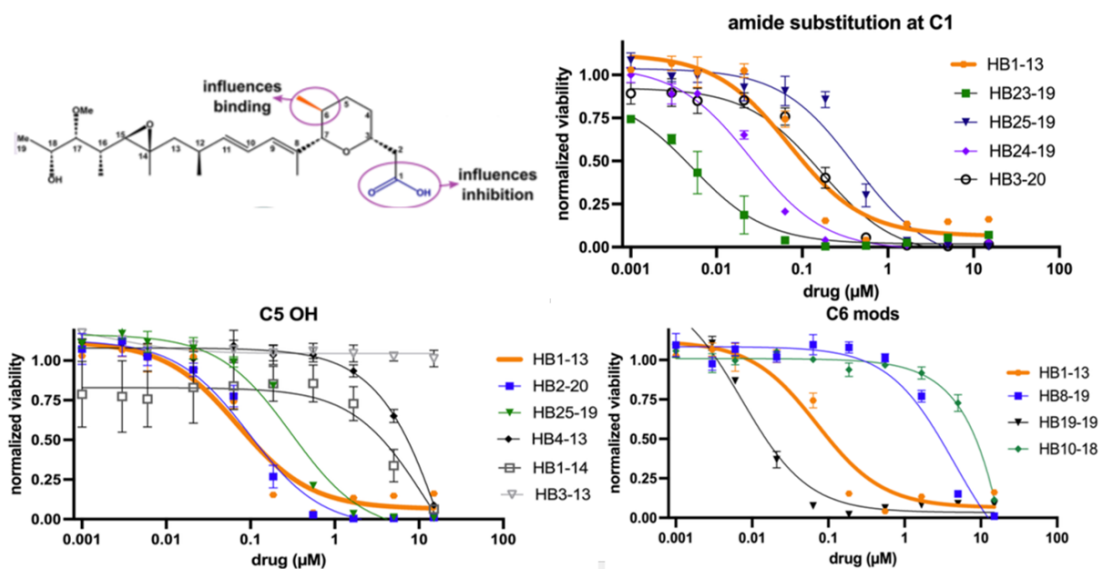 amide substitution at C1
influences
binding
influences
inhibition
OMe
O
Me
19
18
17
16
15
14
13
12
11
10
9
8
7
6
5
4
O
2
1
OH
O
OH
normalized viability
1.00
0.75
0.50
0.25
0.00
0.001
0.01
0.1
1
10
100
drug (µM)
HB1-13
HB23-19
HB25-19
HB24-19
HB3-20
C5 OH
normalized viability
1.00
0.75
0.50
0.25
0.00
0.001
0.01
0.1
1
10
100
drug (µM)
HB1-13
HB2-20
HB25-19
HB4-13
HB1-14
HB3-13
C6 mods
normalized viability
1.00
0.75
0.50
0.25
0.00
0.001
0.01
0.1
1
10
100
drug (µM)
HB1-13
HB8-19
HB19-19
HB10-18